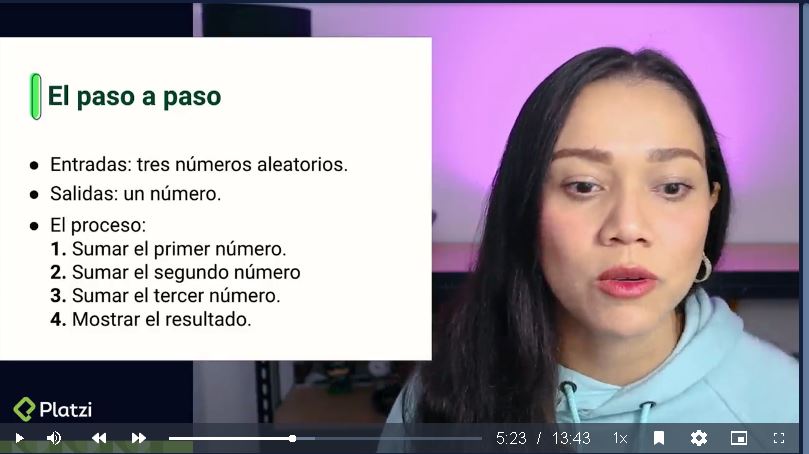 El paso a paso
● Entradas: tres números aleatorios.
● Salidas: un número.
● El proceso:
1. Sumar el primer número.
2. Sumar el segundo número
3. Sumar el tercer número.
4. Mostrar el resultado.
Platzi
5:23 / 13:43 1x